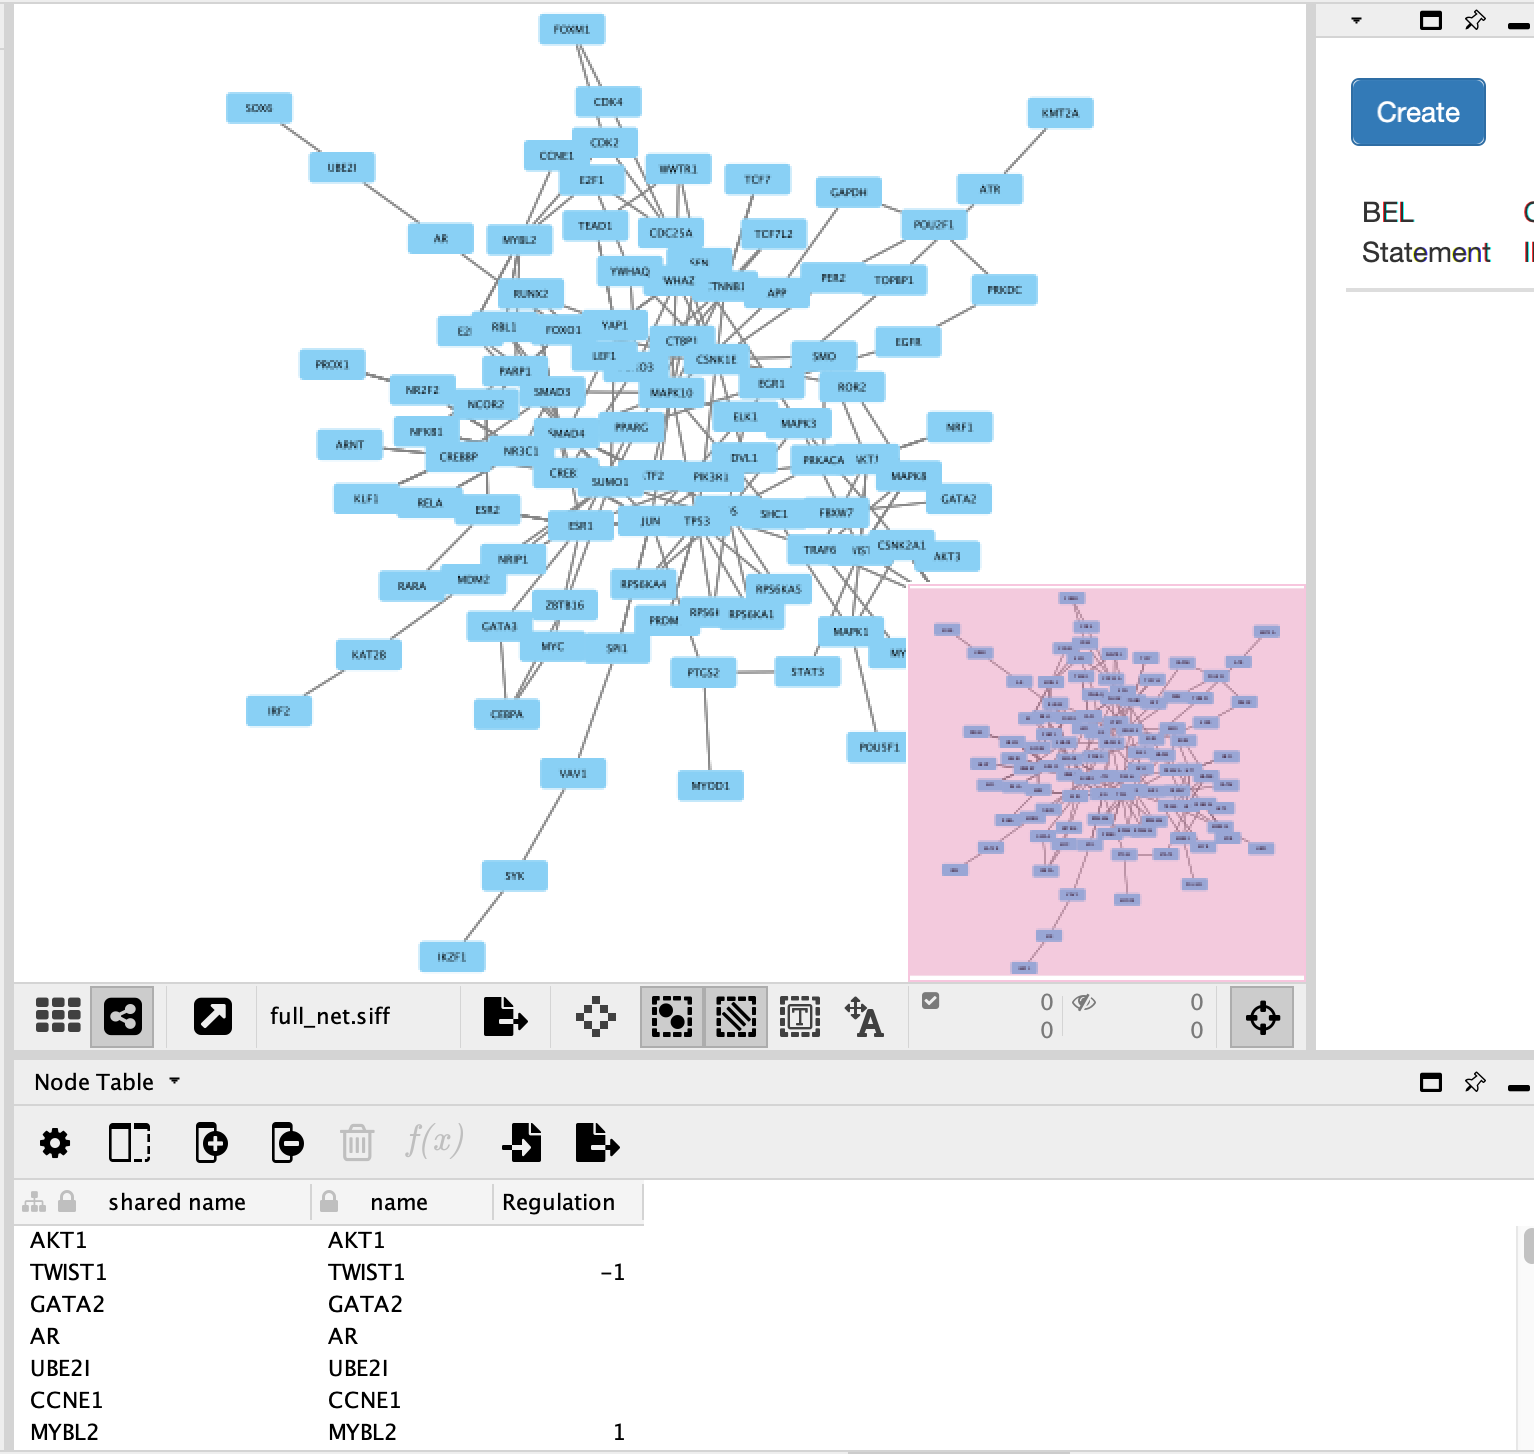 FOXM1
SOX6
CDK4
KMT2A
CDK2
CCNE1
UBE2I
WWTR1
E2F1
TCF7
ATR
GAPDH
TEAD1
POU2F1
CDC25A
TCF7L2
AR
MYBL2
YWHAQ
PER2
TOPBP1
APP
PRKDC
RUNX2
RBL1
FOXO1
YAP1
EGFR
LEF1
CSNK1E
SMO
PROX1
PARP1
EGR1
ROR2
NR2F2
SMAD3
MAPK10
NCOR2
ELK1
MAPK3
NRF1
NFKB1
SMAD4
PPARG
ARNT
CREBBP
NR3C1
DVL1
PRKACA
MAPK8
SUMO1
PIK3R1
KLF1
RELA
GATA2
ESR2
ESR1
JUN
TP53
SHC1
FBXW7
TRAF6
CSNK2A1
AKT3
NRIP1
RARA
MDM2
RPS6KA4
RPS6KA5
ZBTB16
RPS6KA1
GATA3
MAPK1
MYC
SPI1
KAT2B
PTGS2
STAT3
IRF2
CEBPA
POU5F1
VAV1
MYOD1
SYK
IKZF1
Create
BEL
Statement
full_net.siff
0
0
0
0
Node Table
f(x)
shared name name Regulation
AKT1 AKT1
TWIST1 TWIST1 -1
GATA2 GATA2
AR AR
UBE2I UBE2I
CCNE1 CCNE1
MYBL2 MYBL2 1